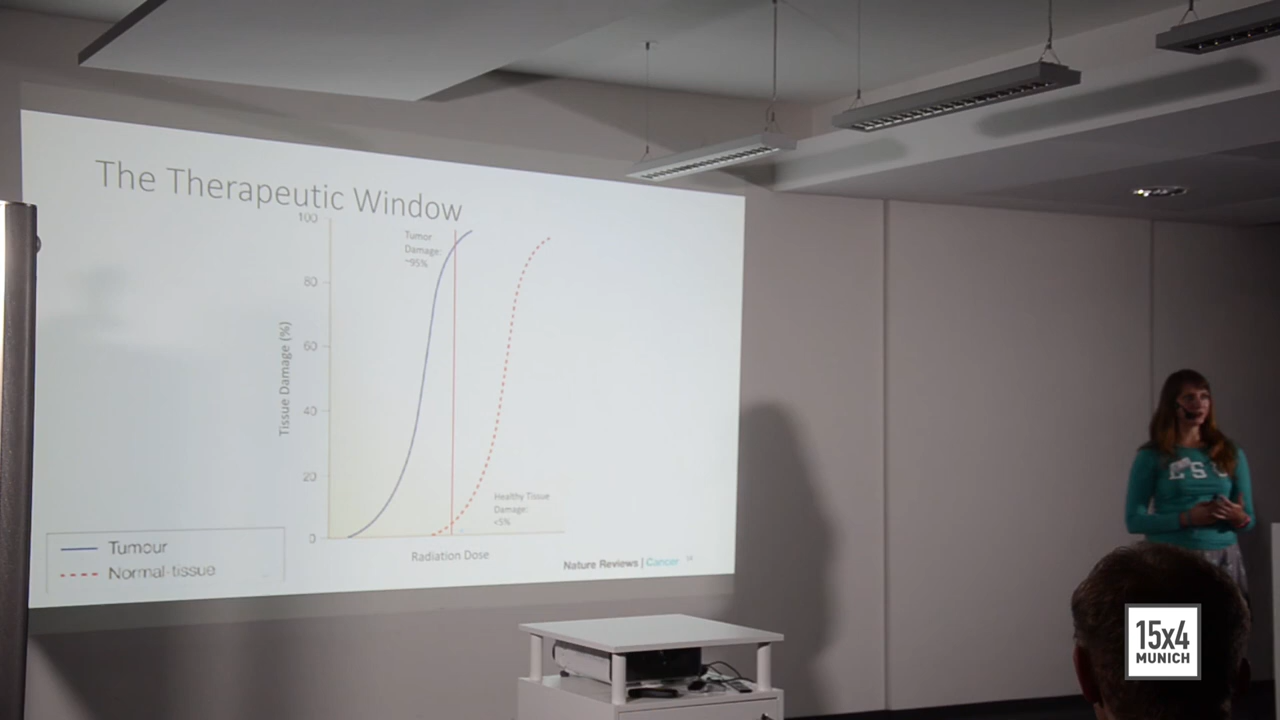 The Therapeutic Window
100
Tumor
Damage:
~95%
80
60
Tissue Damage (%)
40
20
Healthy Tissue
Damage:
<5%
0
Radiation Dose
Tumour
Normal-tissue
Nature Reviews | Cancer
14
15x4
MUNICH